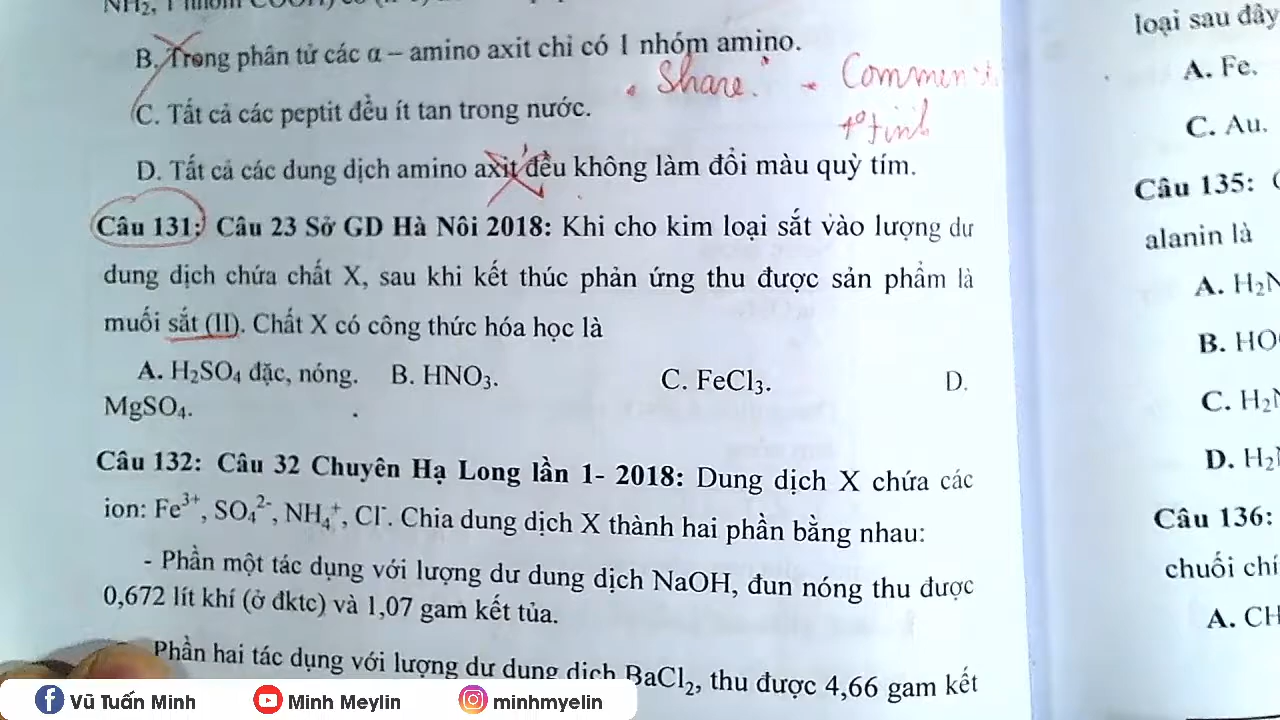 B. Trong phân tử các α – amino axit chỉ có 1 nhóm amino.
Share.
Comment
C. Tất cả các peptit đều ít tan trong nước.
D. Tất cả các dung dịch amino axit đều không làm đổi màu quỳ tím.
Câu 131: Câu 23 Sở GD Hà Nôi 2018: Khi cho kim loại sắt vào lượng dư
dung dịch chứa chất X, sau khi kết thúc phản ứng thu được sản phẩm là
muối sắt (II). Chất X có công thức hóa học là
A. H₂SO₄ đặc, nóng. B. HNO₃. C. FeCl₃. D.
MgSO₄.
Câu 132: Câu 32 Chuyên Hạ Long lần 1- 2018: Dung dịch X chứa các
ion: Fe³⁺, SO₄²⁻, NH₄⁺, Cl⁻. Chia dung dịch X thành hai phần bằng nhau:
- Phần một tác dụng với lượng dư dung dịch NaOH, đun nóng thu được
0,672 lít khí (ở đktc) và 1,07 gam kết tủa.
Phần hai tác dụng với lượng dư dung dịch BaCl₂, thu được 4,66 gam kết
loại sau đây
A. Fe.
C. Au.
Câu 135:
alanin là
A. H₂N
B. HO
C. H₂N
D. H₂N
Câu 136:
chuối chí
A. CH
Vũ Tuấn Minh
Minh Meylin
minhmyelin